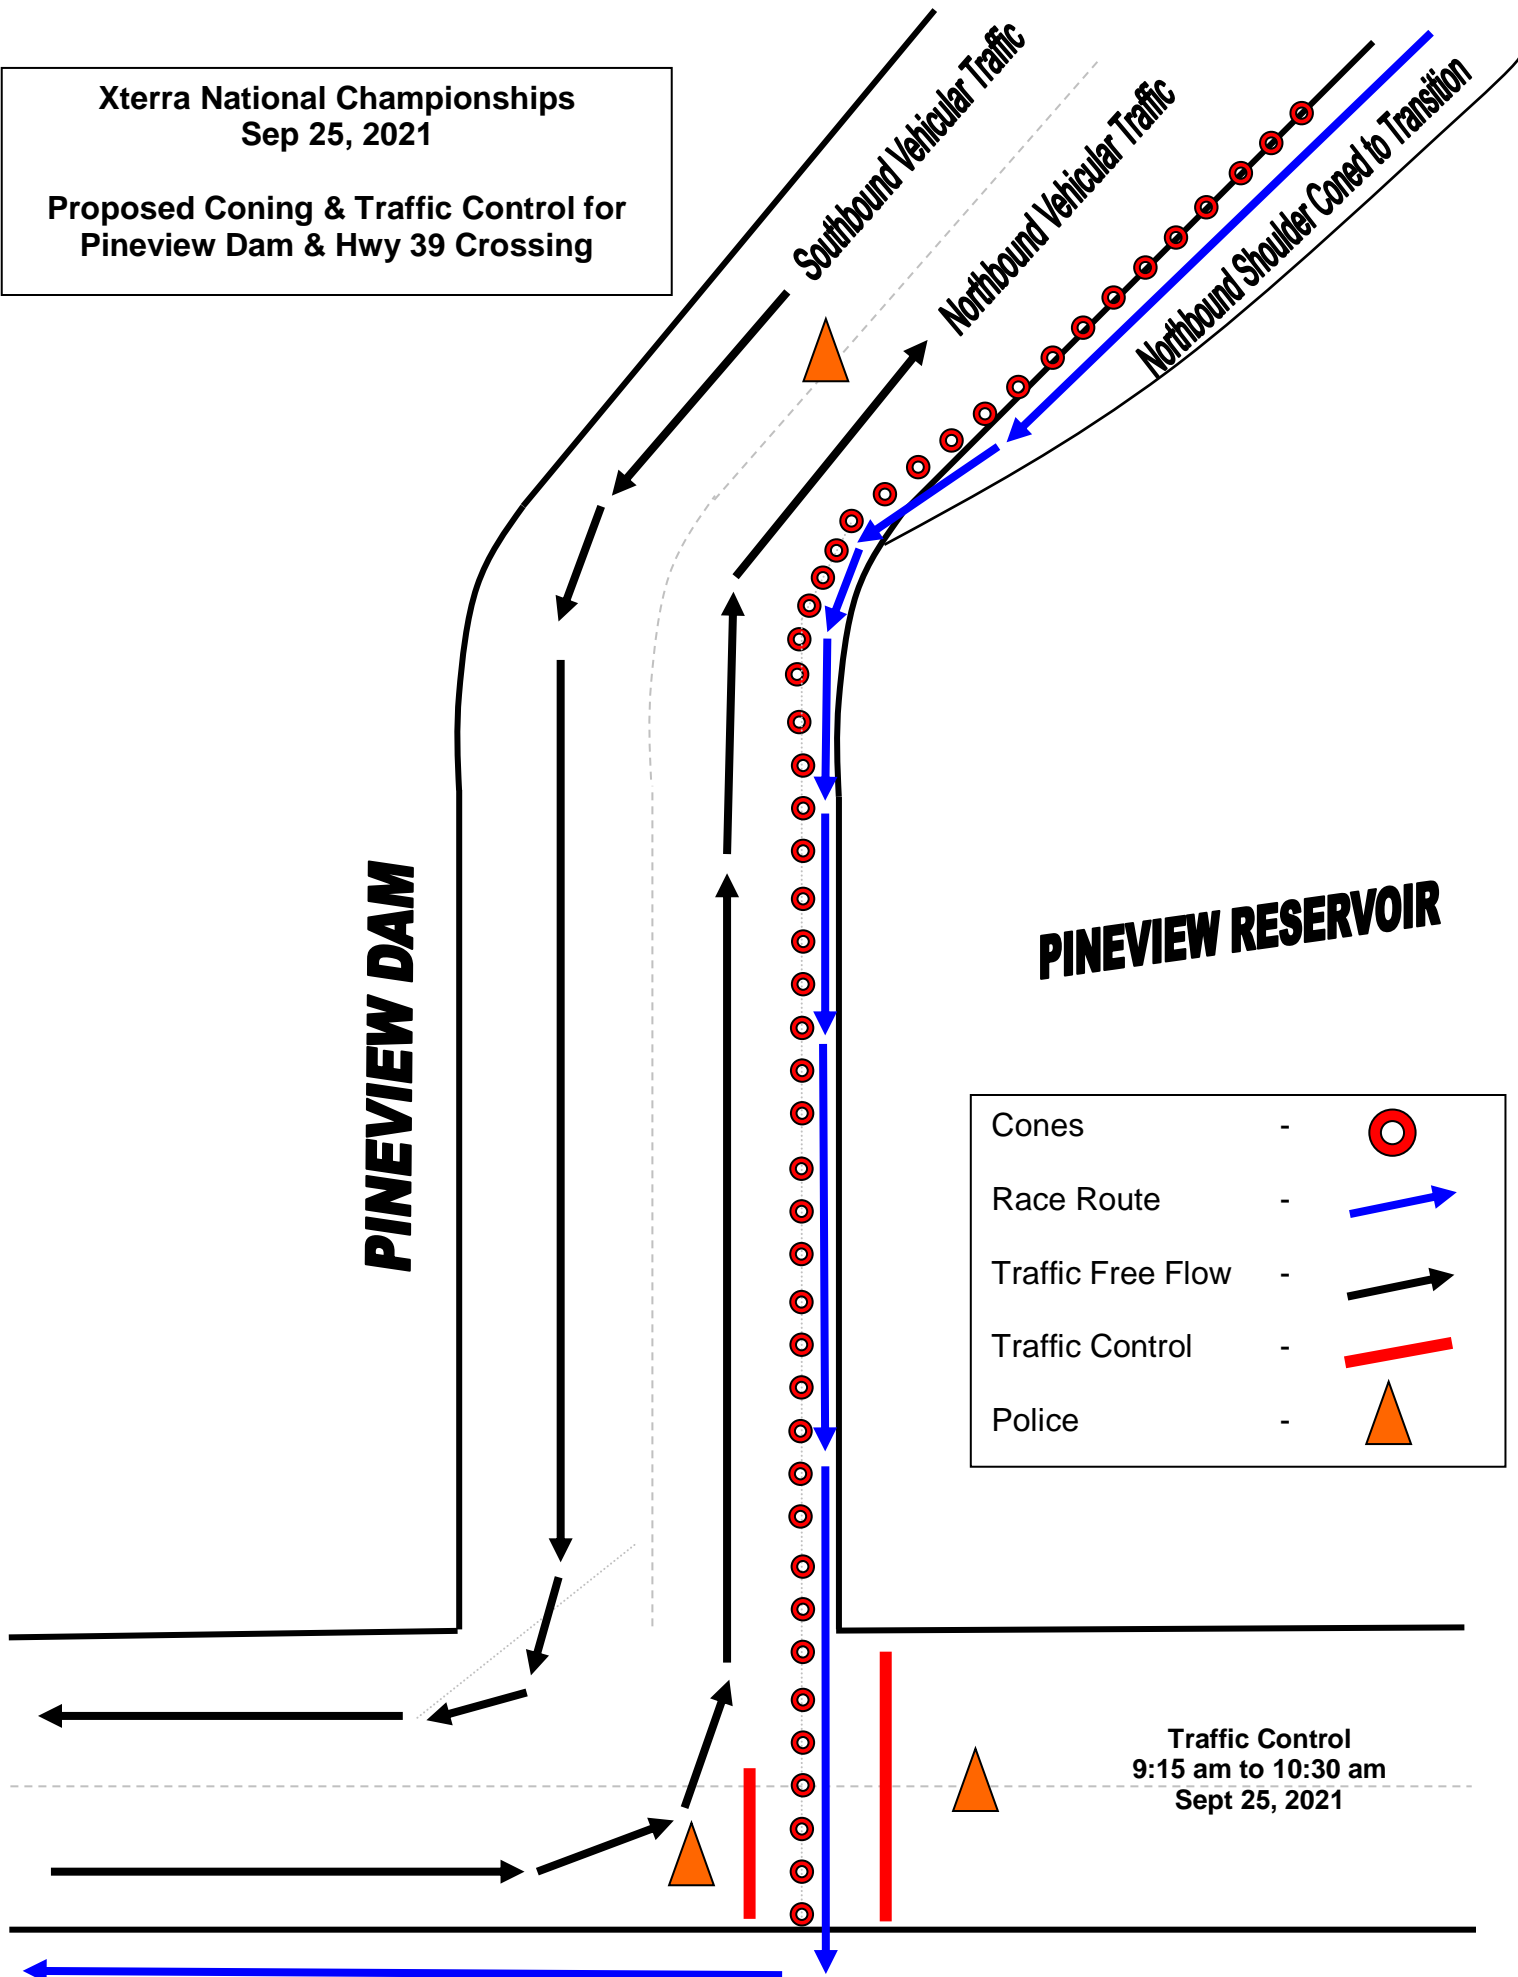 Xterra National Championships
Sep 25, 2021
Proposed Coning & Traffic Control for
Pineview Dam & Hwy 39 Crossing
Southbound Vehicular Traffic
Northbound Vehicular Traffic
Northbound Shoulder Coned to Transition
PINEVIEW DAM
PINEVIEW RESERVOIR
Cones -
Race Route -
Traffic Free Flow -
Traffic Control -
Police -
Traffic Control
9:15 am to 10:30 am
Sept 25, 2021